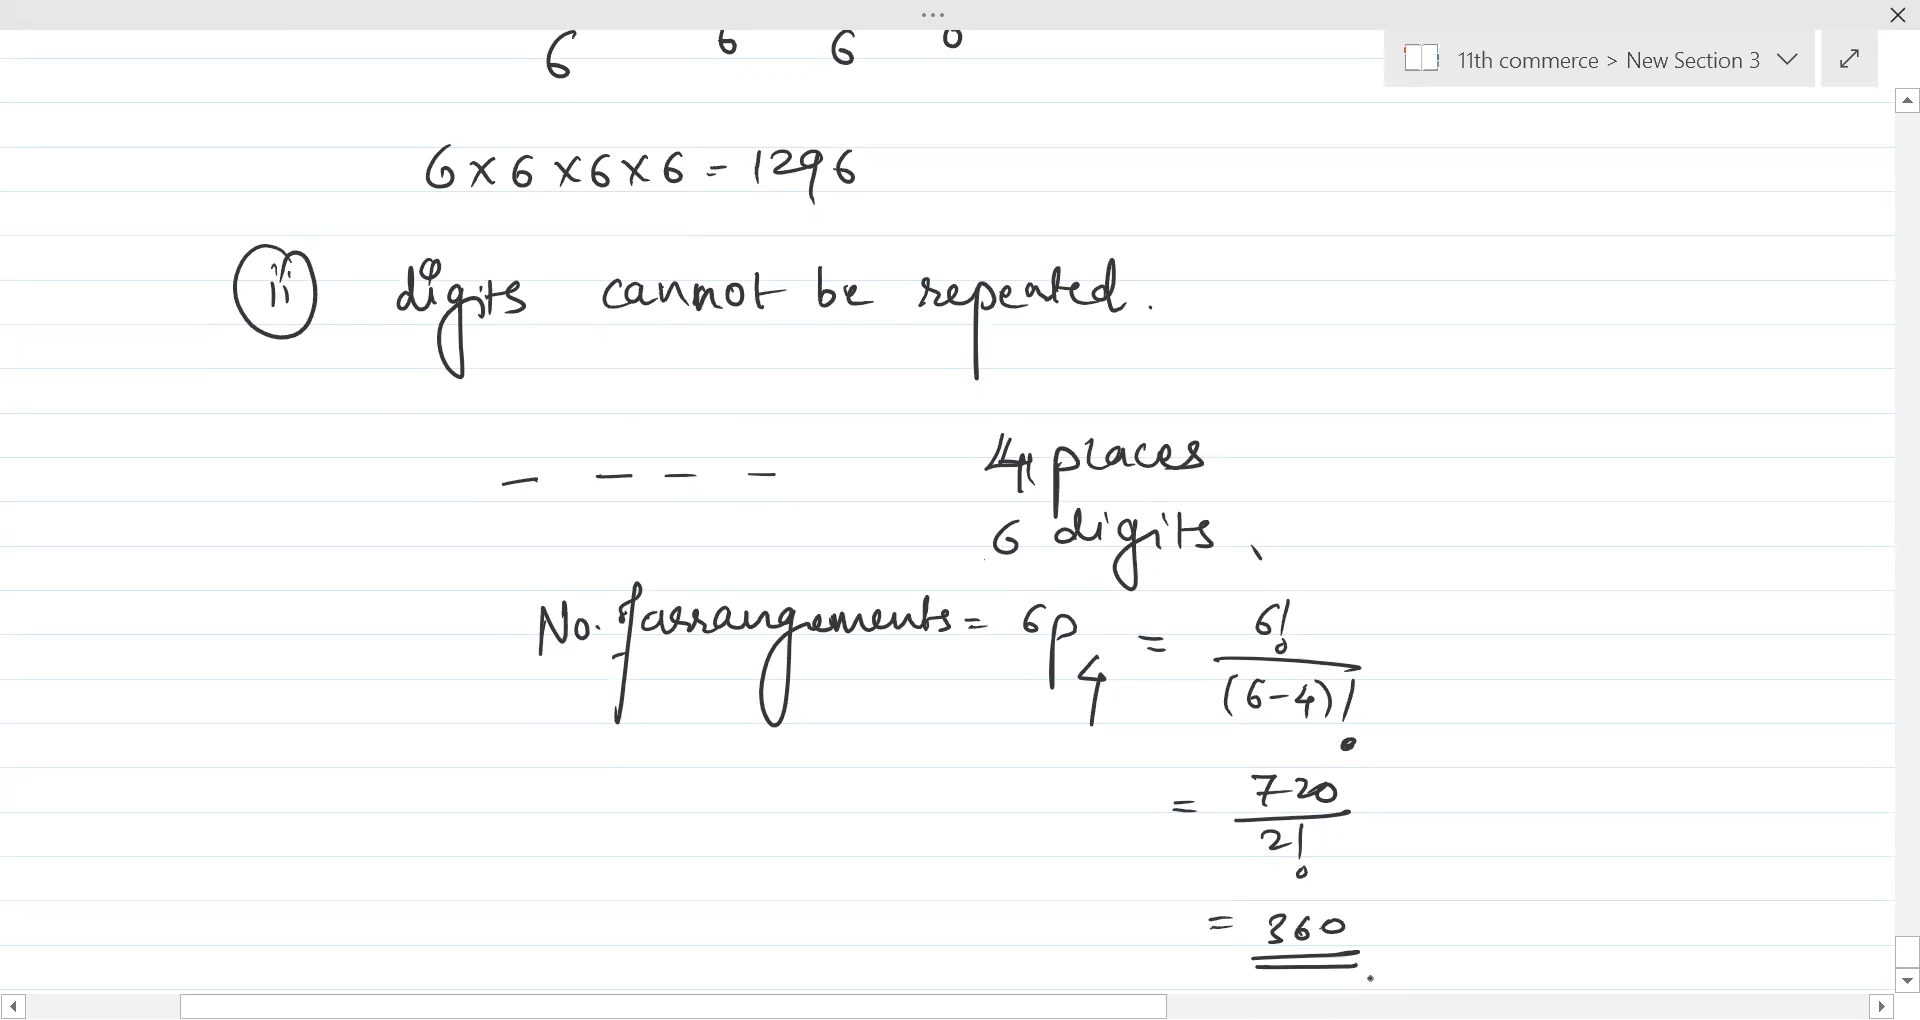 ...
11th commerce > New Section 3
6 6 6
6 × 6 × 6 × 6 = 1296
ii digits cannot be repeated.
_ _ _ _ 4 places
6 digits
No. of arrangements = ⁶P₄ = 6! / (6-4)!
= 720 / 2!
= 360